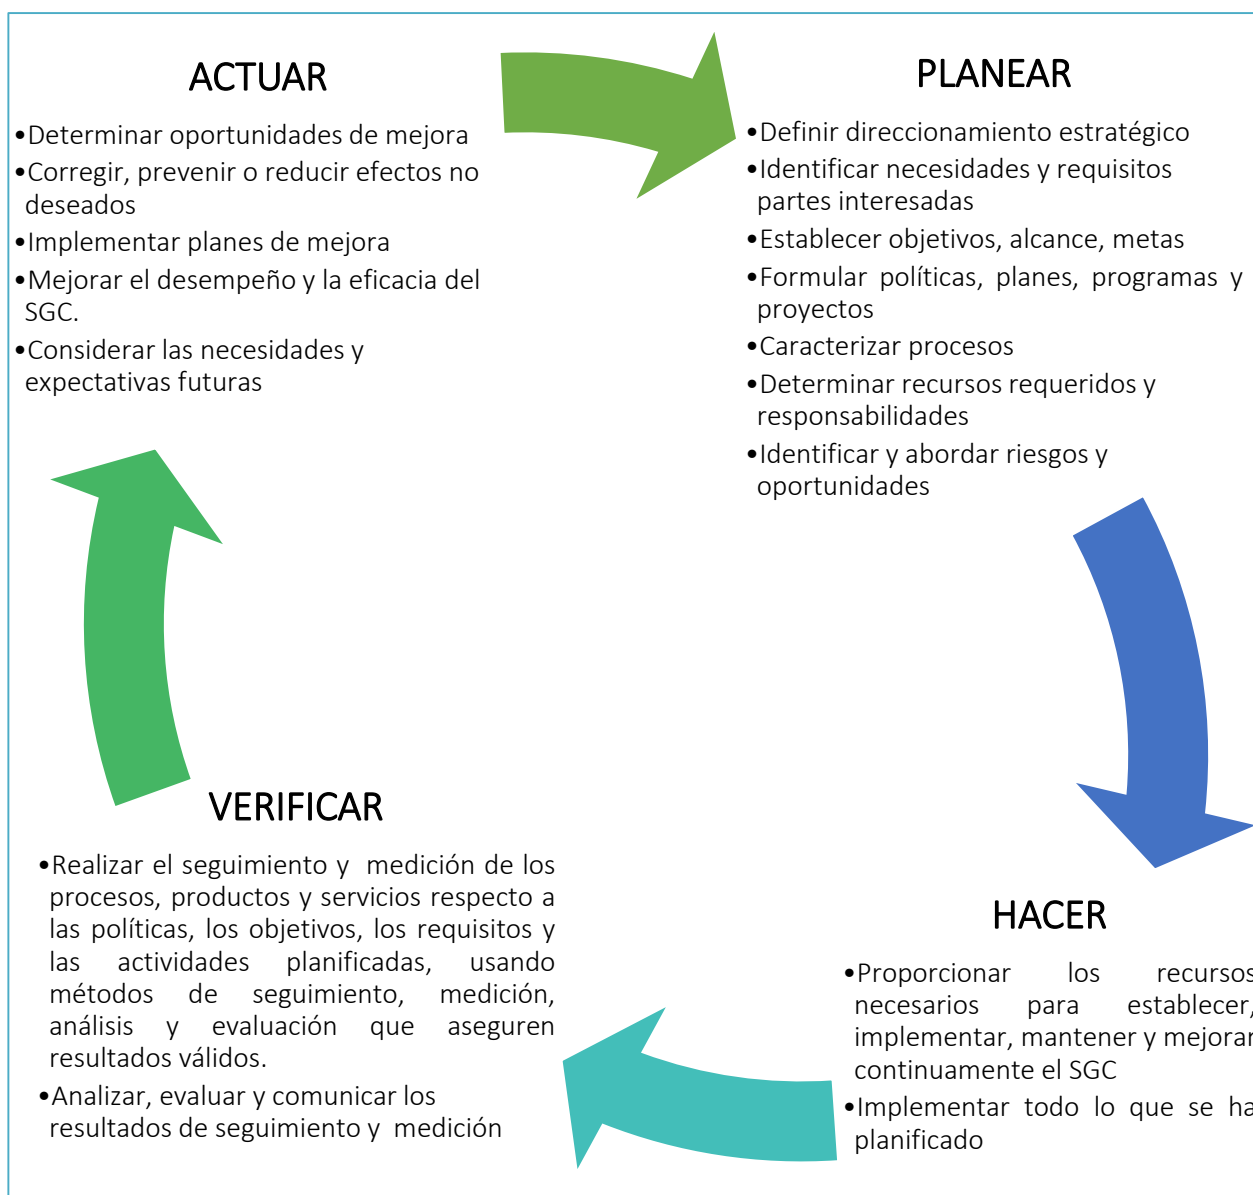 ACTUAR
•Determinar oportunidades de mejora
•Corregir, prevenir o reducir efectos no
deseados
•Implementar planes de mejora
•Mejorar el desempeño y la eficacia del
SGC.
•Considerar las necesidades y
expectativas futuras
PLANEAR
•Definir direccionamiento estratégico
•Identificar necesidades y requisitos
partes interesadas
•Establecer objetivos, alcance, metas
•Formular políticas, planes, programas y
proyectos
•Caracterizar procesos
•Determinar recursos requeridos y
responsabilidades
•Identificar y abordar riesgos y
oportunidades
HACER
•Proporcionar los recursos
necesarios para establecer,
implementar, mantener y mejorar
continuamente el SGC
•Implementar todo lo que se ha
planificado
VERIFICAR
•Realizar el seguimiento y medición de los
procesos, productos y servicios respecto a
las políticas, los objetivos, los requisitos y
las actividades planificadas, usando
métodos de seguimiento, medición,
análisis y evaluación que aseguren
resultados válidos.
•Analizar, evaluar y comunicar los
resultados de seguimiento y medición